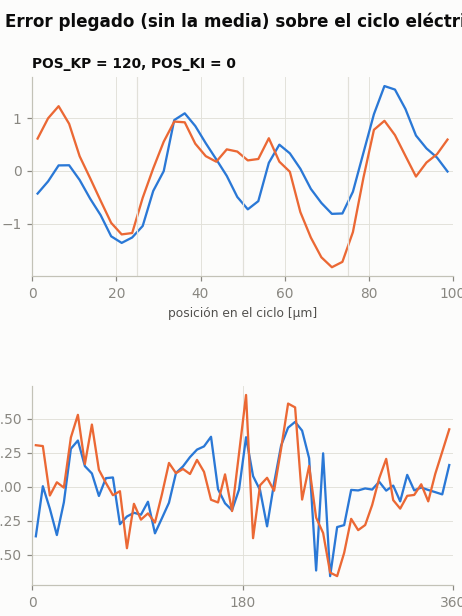 Error plegado (sin la media) sobre el ciclo eléctri
POS_KP = 120, POS_KI = 0
1
0
−1
0 20 40 60 80 100
posición en el ciclo [µm]
.50
.25
.00
.25
.50
0 180 360